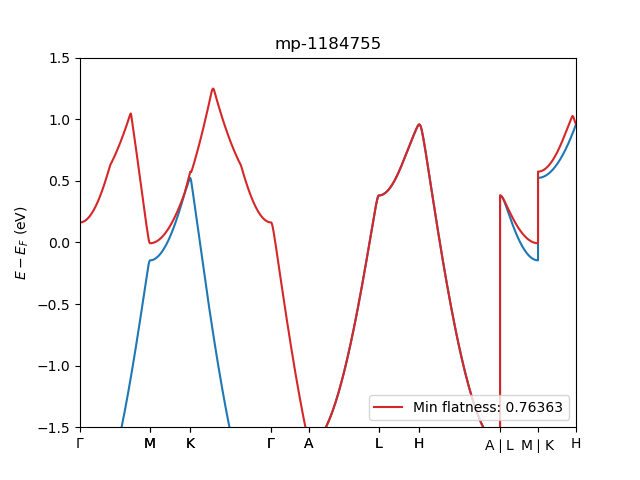 mp-1184755
E − E_F (eV)
1.5
1.0
0.5
0.0
−0.5
−1.0
−1.5
Min flatness: 0.76363
Γ M K Γ A L H A | L M | K H